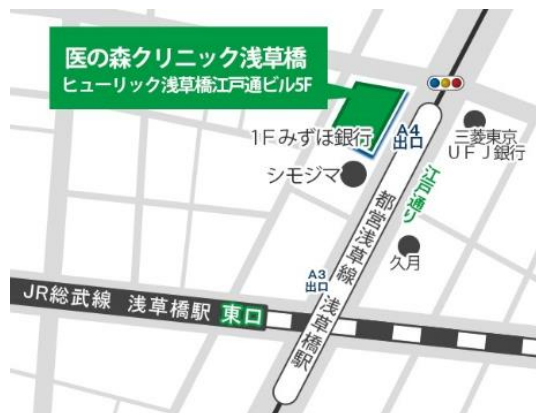 医の森クリニック浅草橋
ヒューリック浅草橋江戸通ビル5F
1Fみずほ銀行
A4
出口
三菱東京
UFJ銀行
シモジマ
江戸通り
都営浅草線 浅草橋駅
久月
A3
出口
JR総武線 浅草橋駅 東口